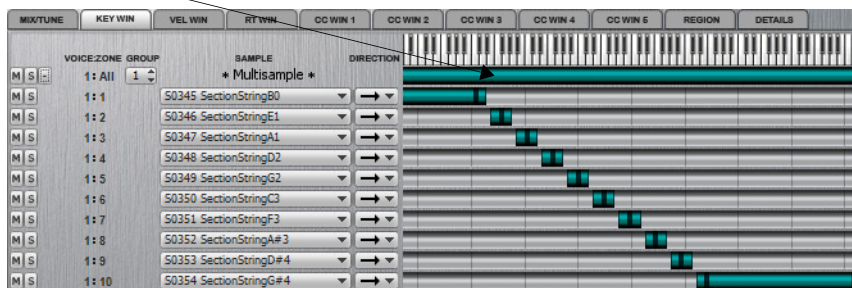 MIX/TUNE KEY WIN VEL WIN RT WIN CC WIN 1 CC WIN 2 CC WIN 3 CC WIN 4 CC WIN 5 REGION DETAILS
VOICE:ZONE GROUP SAMPLE DIRECTION
M S - 1: All 1 * Multisample *
M S 1: 1 S0345 SectionStringB0
M S 1: 2 S0346 SectionStringE1
M S 1: 3 S0347 SectionStringA1
M S 1: 4 S0348 SectionStringD2
M S 1: 5 S0349 SectionStringG2
M S 1: 6 S0350 SectionStringC3
M S 1: 7 S0351 SectionStringF3
M S 1: 8 S0352 SectionStringA#3
M S 1: 9 S0353 SectionStringD#4
M S 1: 10 S0354 SectionStringG#4